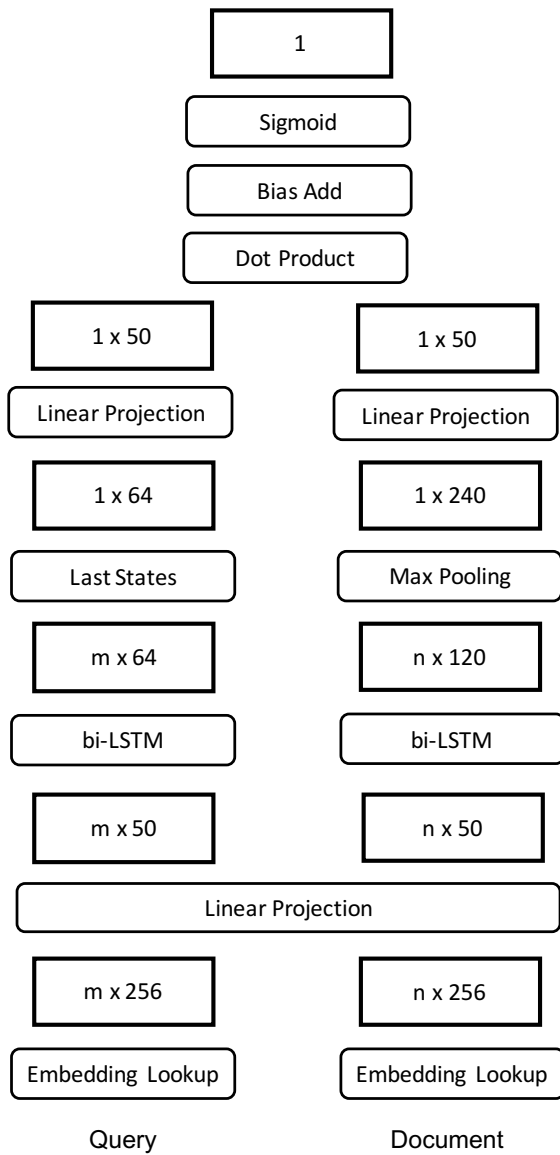 1
Sigmoid
Bias Add
Dot Product
1 x 50
1 x 50
Linear Projection
Linear Projection
1 x 64
1 x 240
Last States
Max Pooling
m x 64
n x 120
bi-LSTM
bi-LSTM
m x 50
n x 50
Linear Projection
m x 256
n x 256
Embedding Lookup
Embedding Lookup
Query
Document